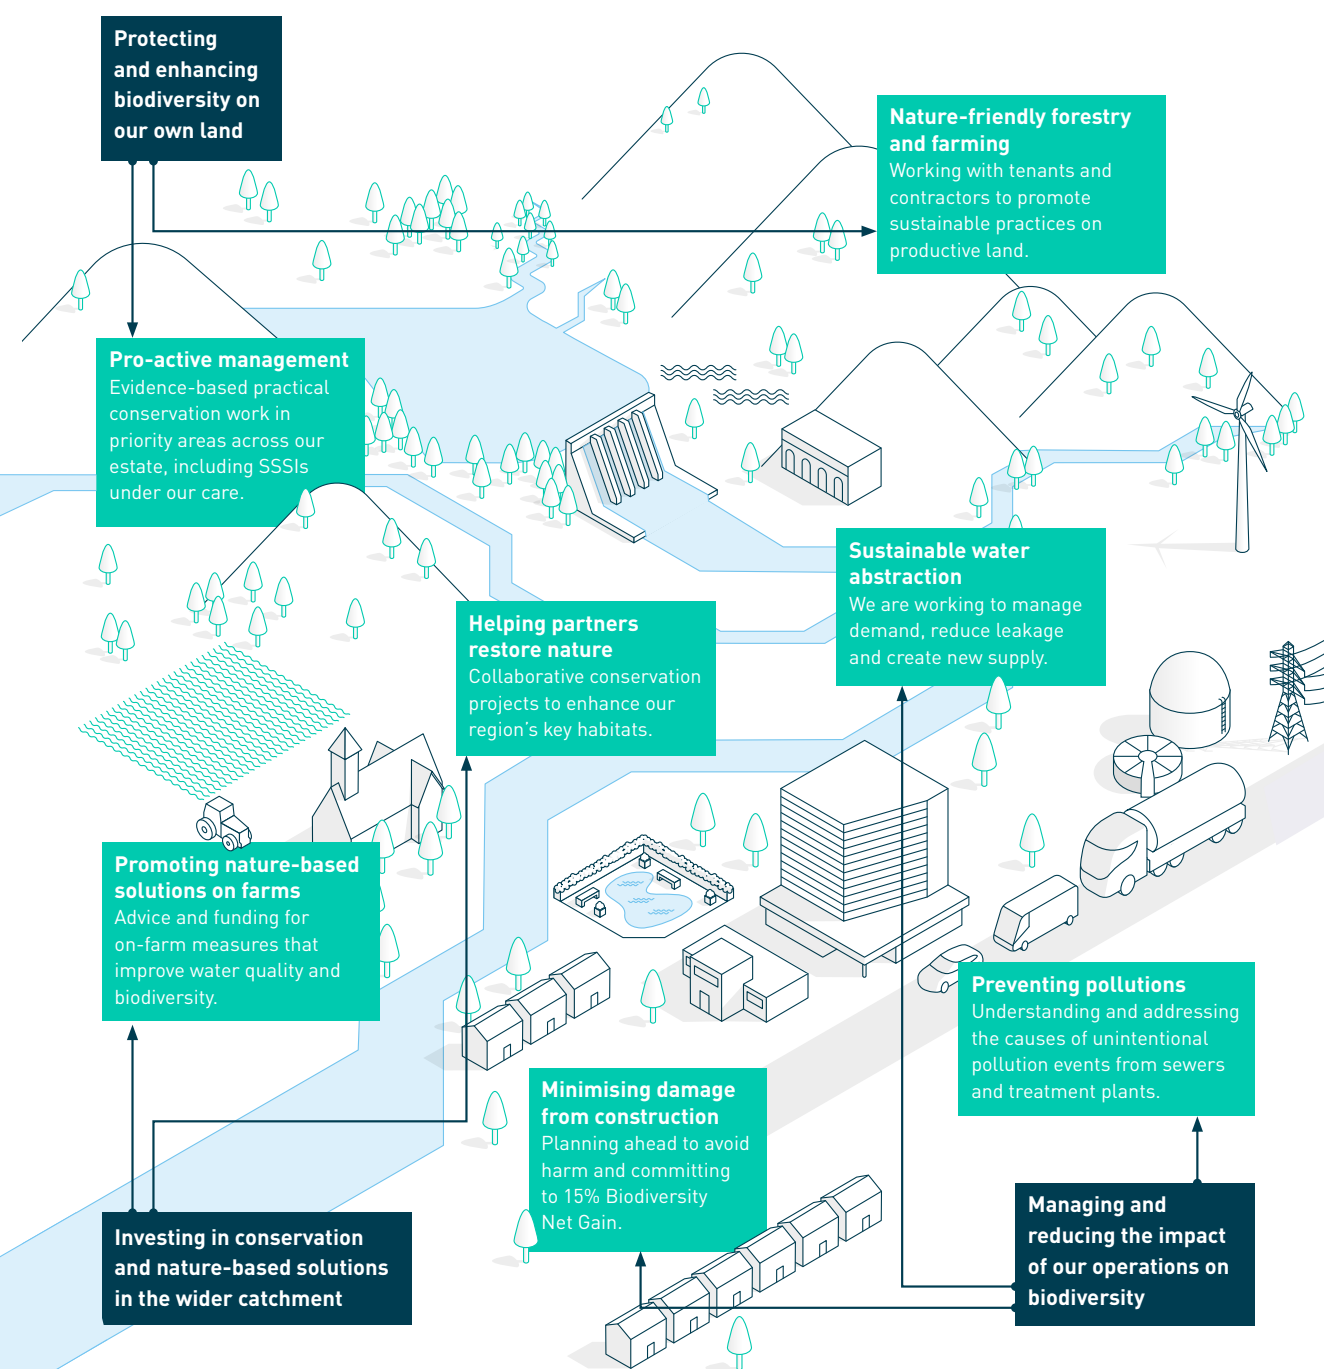 Protecting
and enhancing
biodiversity on
our own land
Nature-friendly forestry
and farming
Working with tenants and
contractors to promote
sustainable practices on
productive land.
Pro-active management
Evidence-based practical
conservation work in
priority areas across our
estate, including SSSIs
under our care.
Sustainable water
abstraction
We are working to manage
demand, reduce leakage
and create new supply.
Helping partners
restore nature
Collaborative conservation
projects to enhance our
region's key habitats.
Promoting nature-based
solutions on farms
Advice and funding for
on-farm measures that
improve water quality and
biodiversity.
Preventing pollutions
Understanding and addressing
the causes of unintentional
pollution events from sewers
and treatment plants.
Minimising damage
from construction
Planning ahead to avoid
harm and committing
to 15% Biodiversity
Net Gain.
Investing in conservation
and nature-based solutions
in the wider catchment
Managing and
reducing the impact
of our operations on
biodiversity